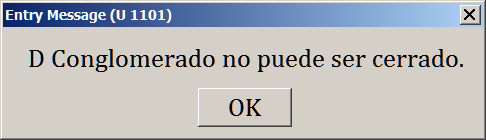 Entry Message (U 1101)
D Conglomerado no puede ser cerrado.
OK